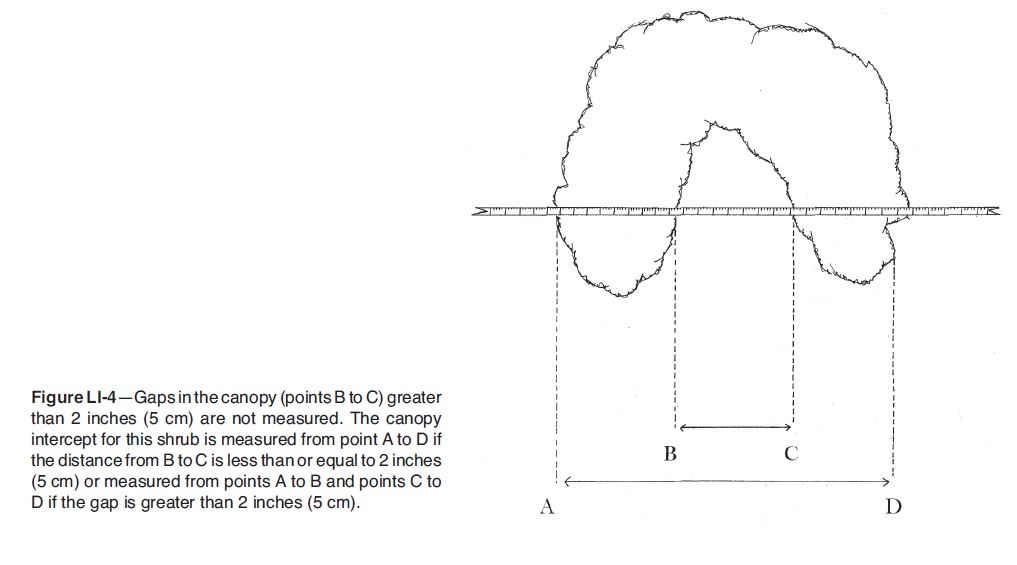 Figure LI-4—Gaps in the canopy (points B to C) greater
than 2 inches (5 cm) are not measured. The canopy
intercept for this shrub is measured from point A to D if
the distance from B to C is less than or equal to 2 inches
(5 cm) or measured from points A to B and points C to
D if the gap is greater than 2 inches (5 cm).
B C
A D